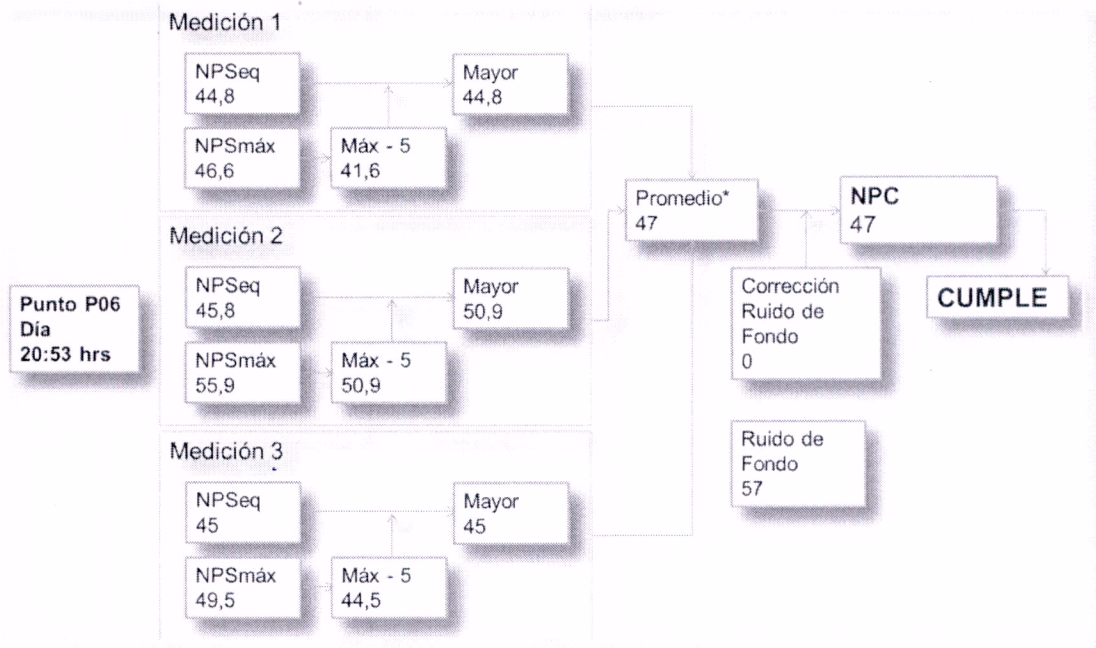 Punto P06
Día
20:53 hrs
Medición 1
NPSeq
44,8
NPSmáx
46,6
Máx - 5
41,6
Mayor
44,8
Medición 2
NPSeq
45,8
NPSmáx
55,9
Máx - 5
50,9
Mayor
50,9
Medición 3
NPSeq
45
NPSmáx
49,5
Máx - 5
44,5
Mayor
45
Promedio*
47
Corrección
Ruido de
Fondo
0
Ruido de
Fondo
57
NPC
47
CUMPLE